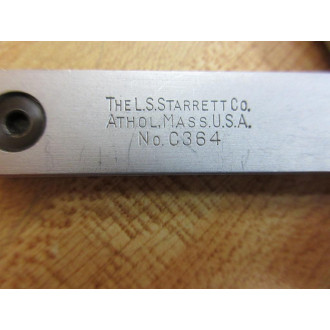 THE L.S. STARRETT CO.
ATHOL, MASS. U.S.A.
No. C364